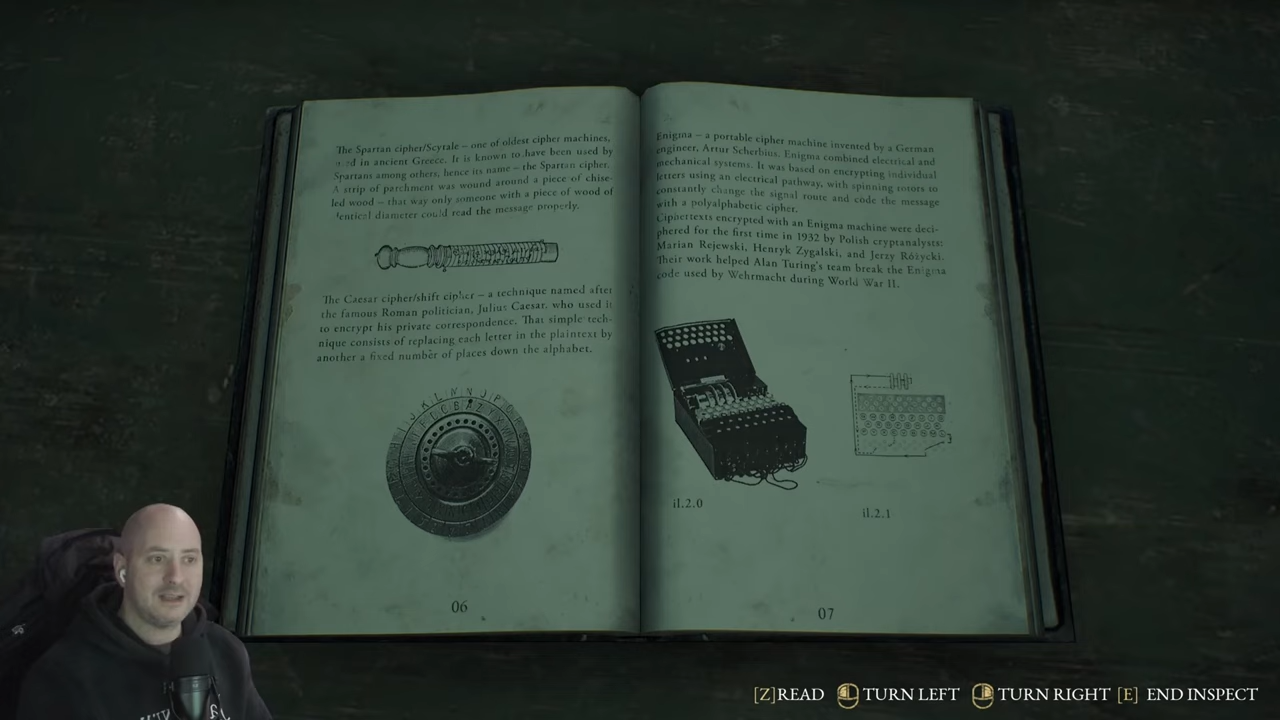 The Spartan cipher/Scytale – one of oldest cipher machines,
in ancient Greece. It is known to have been used by
Spartans among others, hence its name – the Spartan cipher.
A strip of parchment was wound around a piece of chise-
led wood – that way only someone with a piece of wood of
identical diameter could read the message properly.
The Caesar cipher/shift cipher – a technique named after
the famous Roman politician, Julius Caesar, who used it
to encrypt his private correspondence. That simple tech-
nique consists of replacing each letter in the plaintext by
another a fixed number of places down the alphabet.
06
Enigma – a portable cipher machine invented by a German
engineer, Artur Scherbius. Enigma combined electrical and
mechanical systems. It was based on encrypting individual
letters using an electrical pathway, with spinning rotors to
constantly change the signal route and code the message
with a polyalphabetic cipher.
Ciphertexts encrypted with an Enigma machine were deci-
phered for the first time in 1932 by Polish cryptanalysts:
Marian Rejewski, Henryk Zygalski, and Jerzy Różycki.
Their work helped Alan Turing's team break the Enigma
code used by Wehrmacht during World War II.
il.2.0
il.2.1
07
[Z]READ TURN LEFT TURN RIGHT [E] END INSPECT